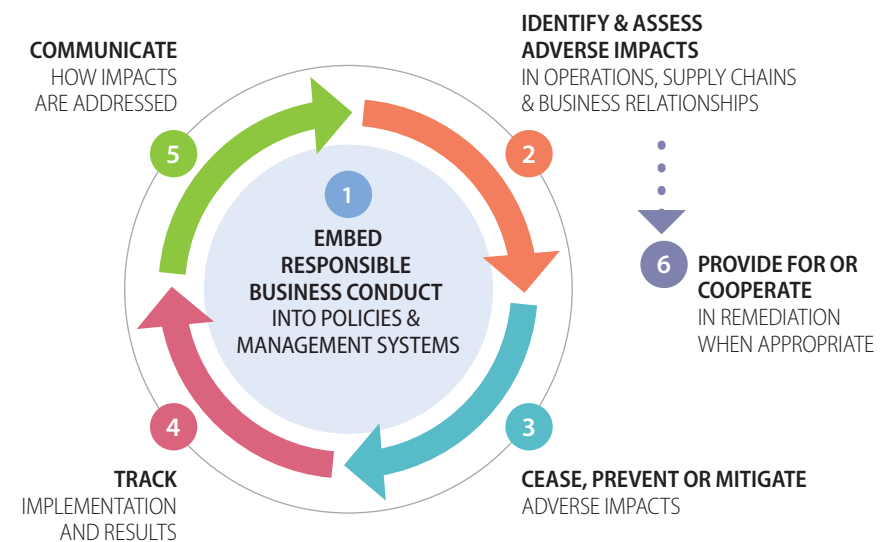 1
EMBED
RESPONSIBLE
BUSINESS CONDUCT
INTO POLICIES &
MANAGEMENT SYSTEMS
2
IDENTIFY & ASSESS
ADVERSE IMPACTS
IN OPERATIONS, SUPPLY CHAINS
& BUSINESS RELATIONSHIPS
3
CEASE, PREVENT OR MITIGATE
ADVERSE IMPACTS
4
TRACK
IMPLEMENTATION
AND RESULTS
5
COMMUNICATE
HOW IMPACTS
ARE ADDRESSED
6
PROVIDE FOR OR
COOPERATE
IN REMEDIATION
WHEN APPROPRIATE